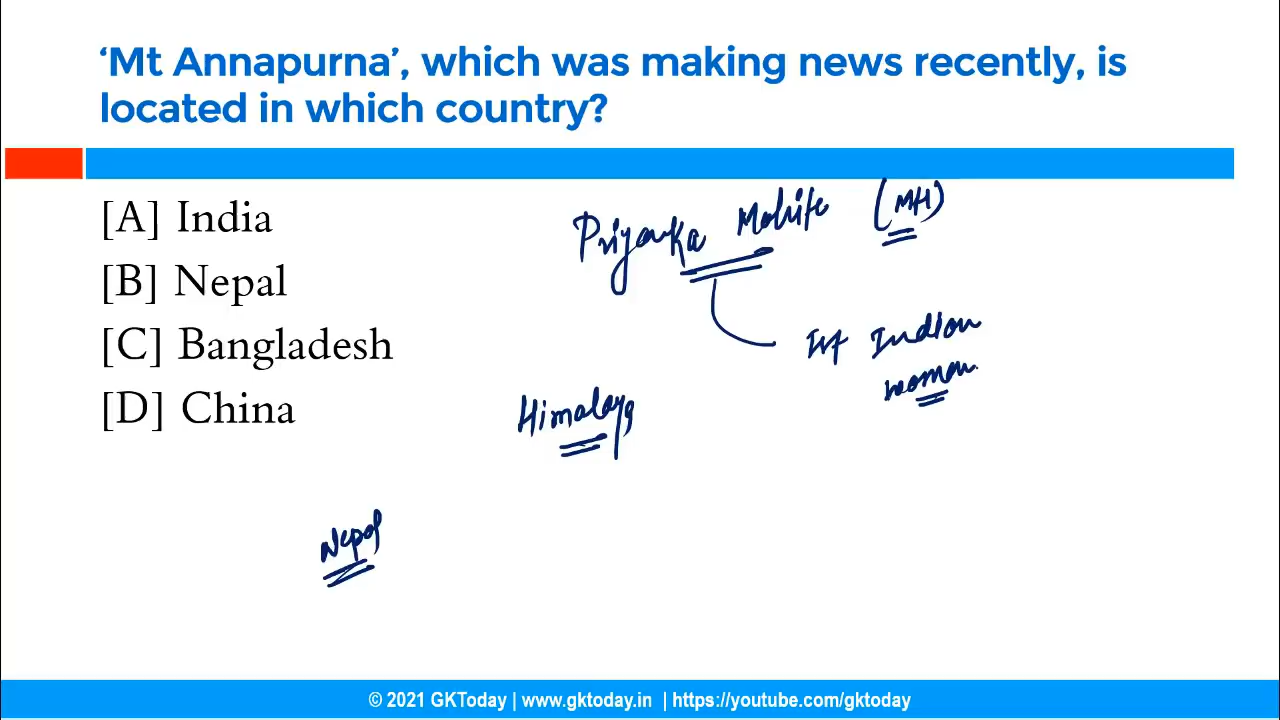 ‘Mt Annapurna’, which was making news recently, is
located in which country?
[A] India
[B] Nepal
[C] Bangladesh
[D] China
Priyanka Mohite (MH)
Ist Indian
woman
Himalaya
Nepal
© 2021 GKToday | www.gktoday.in | https://youtube.com/gktoday